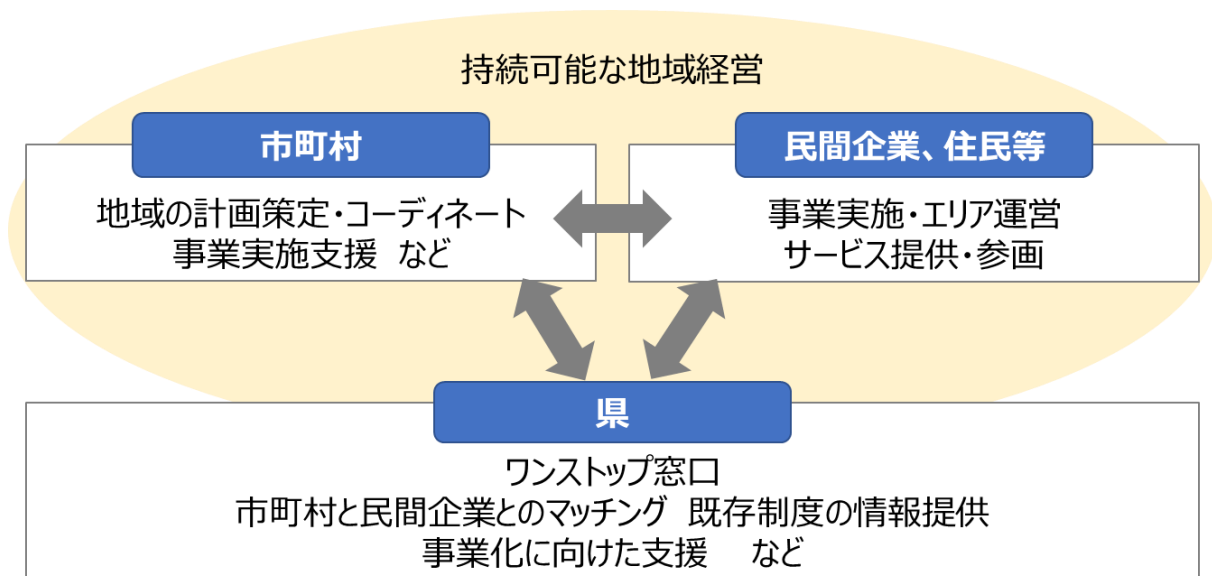 持続可能な地域経営
市町村
地域の計画策定・コーディネート
事業実施支援 など
民間企業、住民等
事業実施・エリア運営
サービス提供・参画
県
ワンストップ窓口
市町村と民間企業とのマッチング 既存制度の情報提供
事業化に向けた支援 など